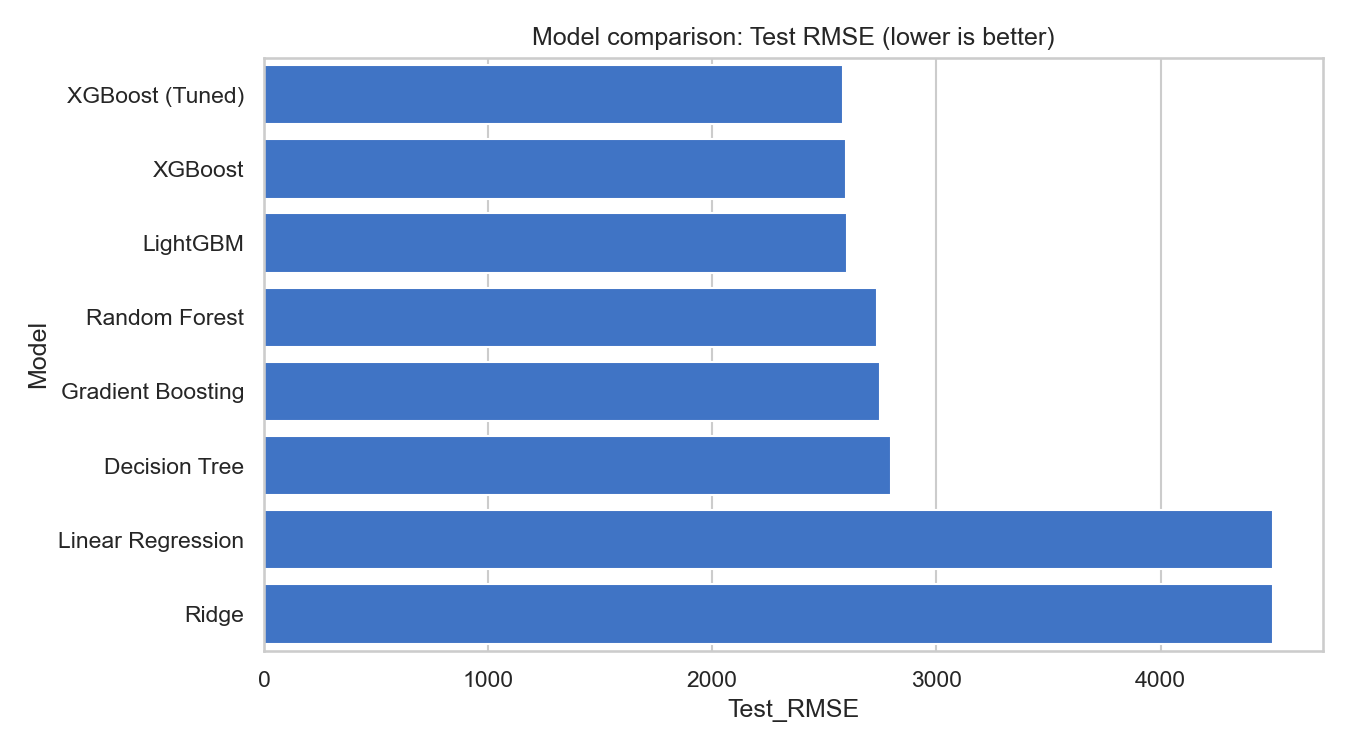 Model comparison: Test RMSE (lower is better)
Model
XGBoost (Tuned)
XGBoost
LightGBM
Random Forest
Gradient Boosting
Decision Tree
Linear Regression
Ridge
0 1000 2000 3000 4000
Test_RMSE